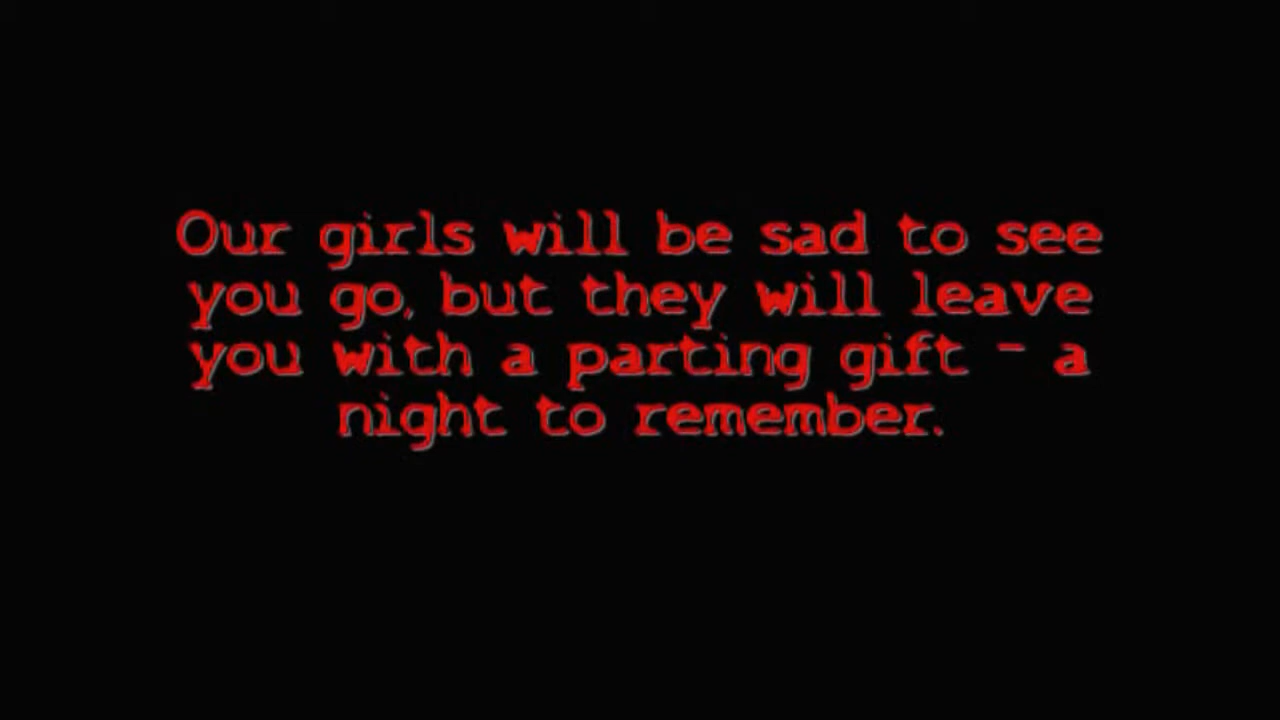 Our girls will be sad to see
you go, but they will leave
you with a parting gift - a
night to remember.